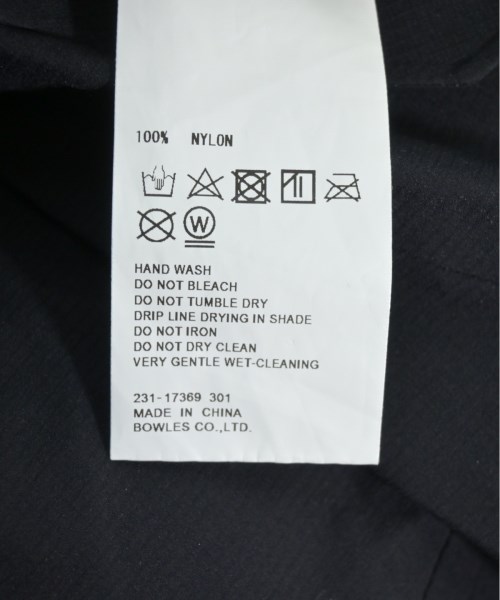 100% NYLON
W
HAND WASH
DO NOT BLEACH
DO NOT TUMBLE DRY
DRIP LINE DRYING IN SHADE
DO NOT IRON
DO NOT DRY CLEAN
VERY GENTLE WET-CLEANING
231-17369 301
MADE IN CHINA
BOWLES CO.,LTD.